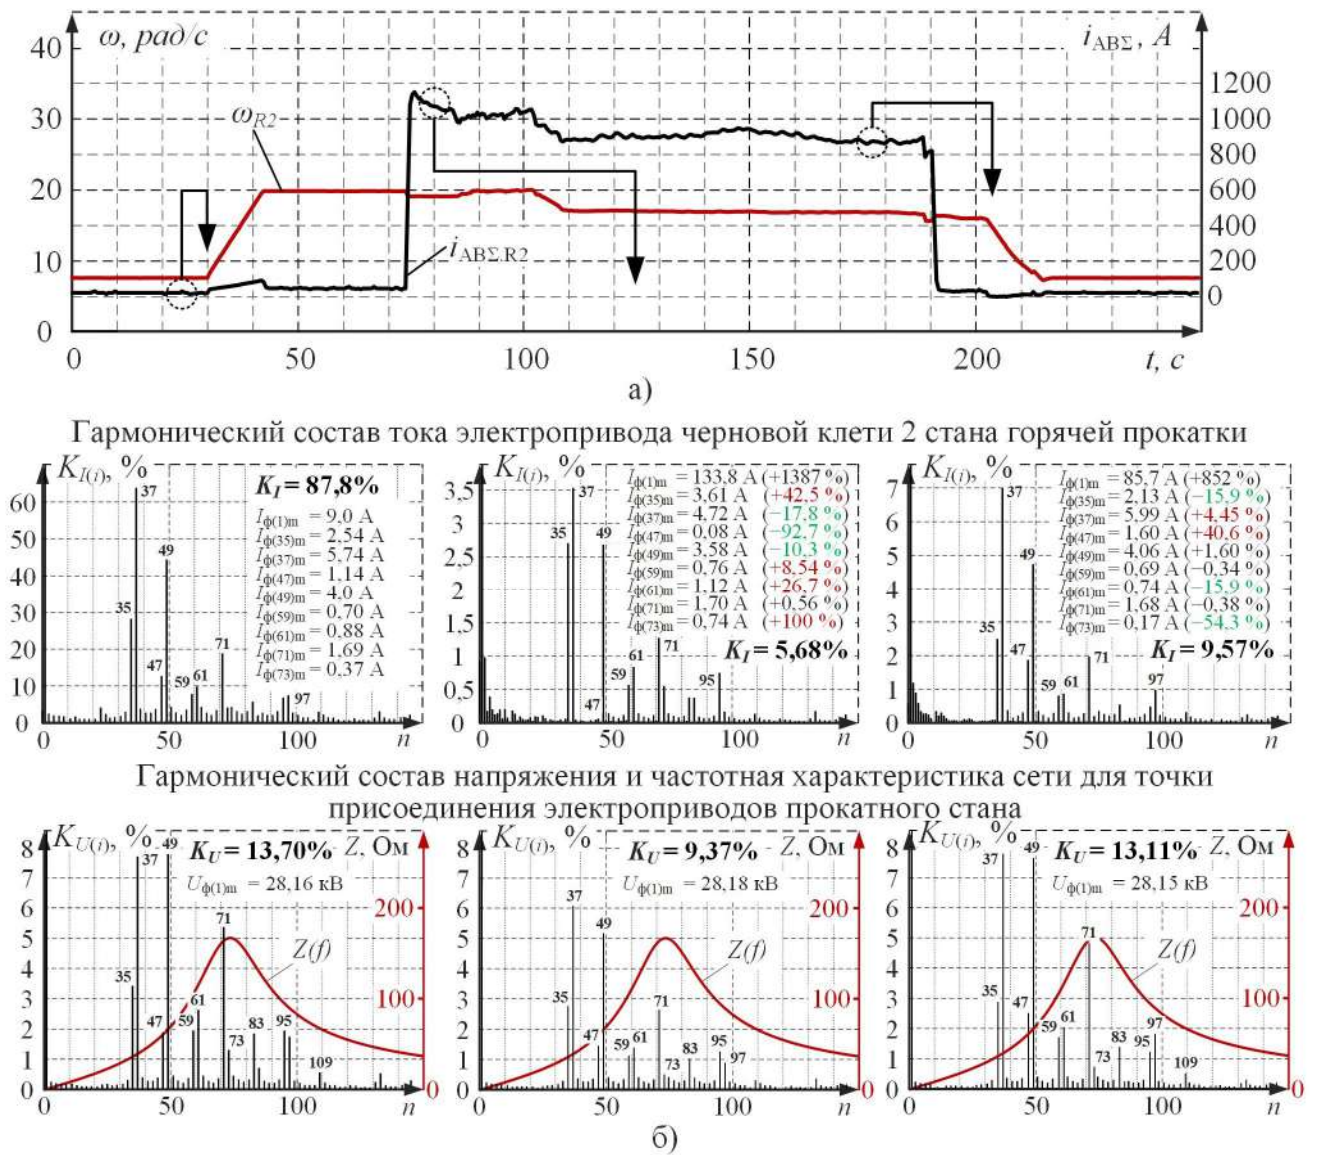 ω, рад/с
i_ABΣ, А
40
30
20
10
0
1200
1000
800
600
400
200
0
ω_R2
i_ABΣ.R2
0
50
100
150
200
t, с
а)
Гармонический состав тока электропривода черновой клети 2 стана горячей прокатки
K_I(i), %
K_I = 87,8%
I_ф(1)m = 9.0 А
I_ф(35)m = 2.54 А
I_ф(37)m = 5,74 А
I_ф(47)m = 1,14 А
I_ф(49)m = 4.0 А
I_ф(59)m = 0,70 А
I_ф(61)m = 0,88 А
I_ф(71)m = 1.69 А
I_ф(73)m = 0.37 А
60
50
40
30
20
10
0
35
37
47
49
59
61
71
97
0
50
100
n
K_I(i), %
I_ф(1)m = 133.8 А (+1387 %)
I_ф(35)m = 3.61 А (+42.5 %)
I_ф(37)m = 4.72 А (−17,8 %)
I_ф(47)m = 0.08 А (−92,7 %)
I_ф(49)m = 3.58 А (−10,3 %)
I_ф(59)m = 0,76 А (+8.54 %)
I_ф(61)m = 1,12 А (+26,7 %)
I_ф(71)m = 1.70 А (+0.56 %)
I_ф(73)m = 0,74 А (+100 %)
K_I = 5,68%
3,5
3
2,5
2
1,5
1
0,5
0
35
37
47
49
59
61
71
95
0
50
100
n
K_I(i), %
I_ф(1)m = 85.7 А (+852 %)
I_ф(35)m = 2,13 А (−15,9 %)
I_ф(37)m = 5,99 А (+4,45 %)
I_ф(47)m = 1,60 А (+40,6 %)
I_ф(49)m = 4,06 А (+1,60 %)
I_ф(59)m = 0,69 А (−0,34 %)
I_ф(61)m = 0,74 А (−15,9 %)
I_ф(71)m = 1,68 А (−0,38 %)
I_ф(73)m = 0,17 А (−54,3 %)
K_I = 9,57%
7
6
5
4
3
2
1
0
35
37
47
49
59
61
71
97
0
50
100
n
Гармонический состав напряжения и частотная характеристика сети для точки
присоединения электроприводов прокатного стана
K_U(i), %
K_U = 13,70%
Z, Ом
U_ф(1)m = 28,16 кВ
8
7
6
5
4
3
2
1
0
35
37
47
49
59
61
71
73
83
95
109
Z(f)
200
100
0
0
50
100
n
K_U(i), %
K_U = 9,37%
Z, Ом
U_ф(1)m = 28,18 кВ
8
7
6
5
4
3
2
1
0
35
37
47
49
59
61
71
73
83
95
97
Z(f)
200
100
0
0
50
100
n
K_U(i), %
K_U = 13,11%
Z, Ом
U_ф(1)m = 28,15 кВ
8
7
6
5
4
3
2
1
0
35
37
47
49
59
61
71
73
83
95
97
109
Z(f)
200
100
0
0
50
100
n
б)